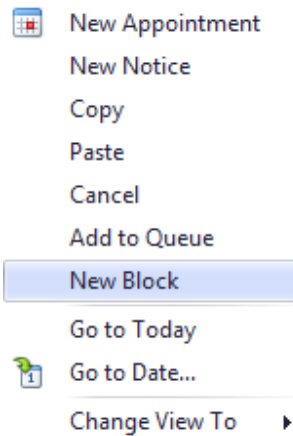 New Appointment
New Notice
Copy
Paste
Cancel
Add to Queue
New Block
Go to Today
Go to Date...
Change View To